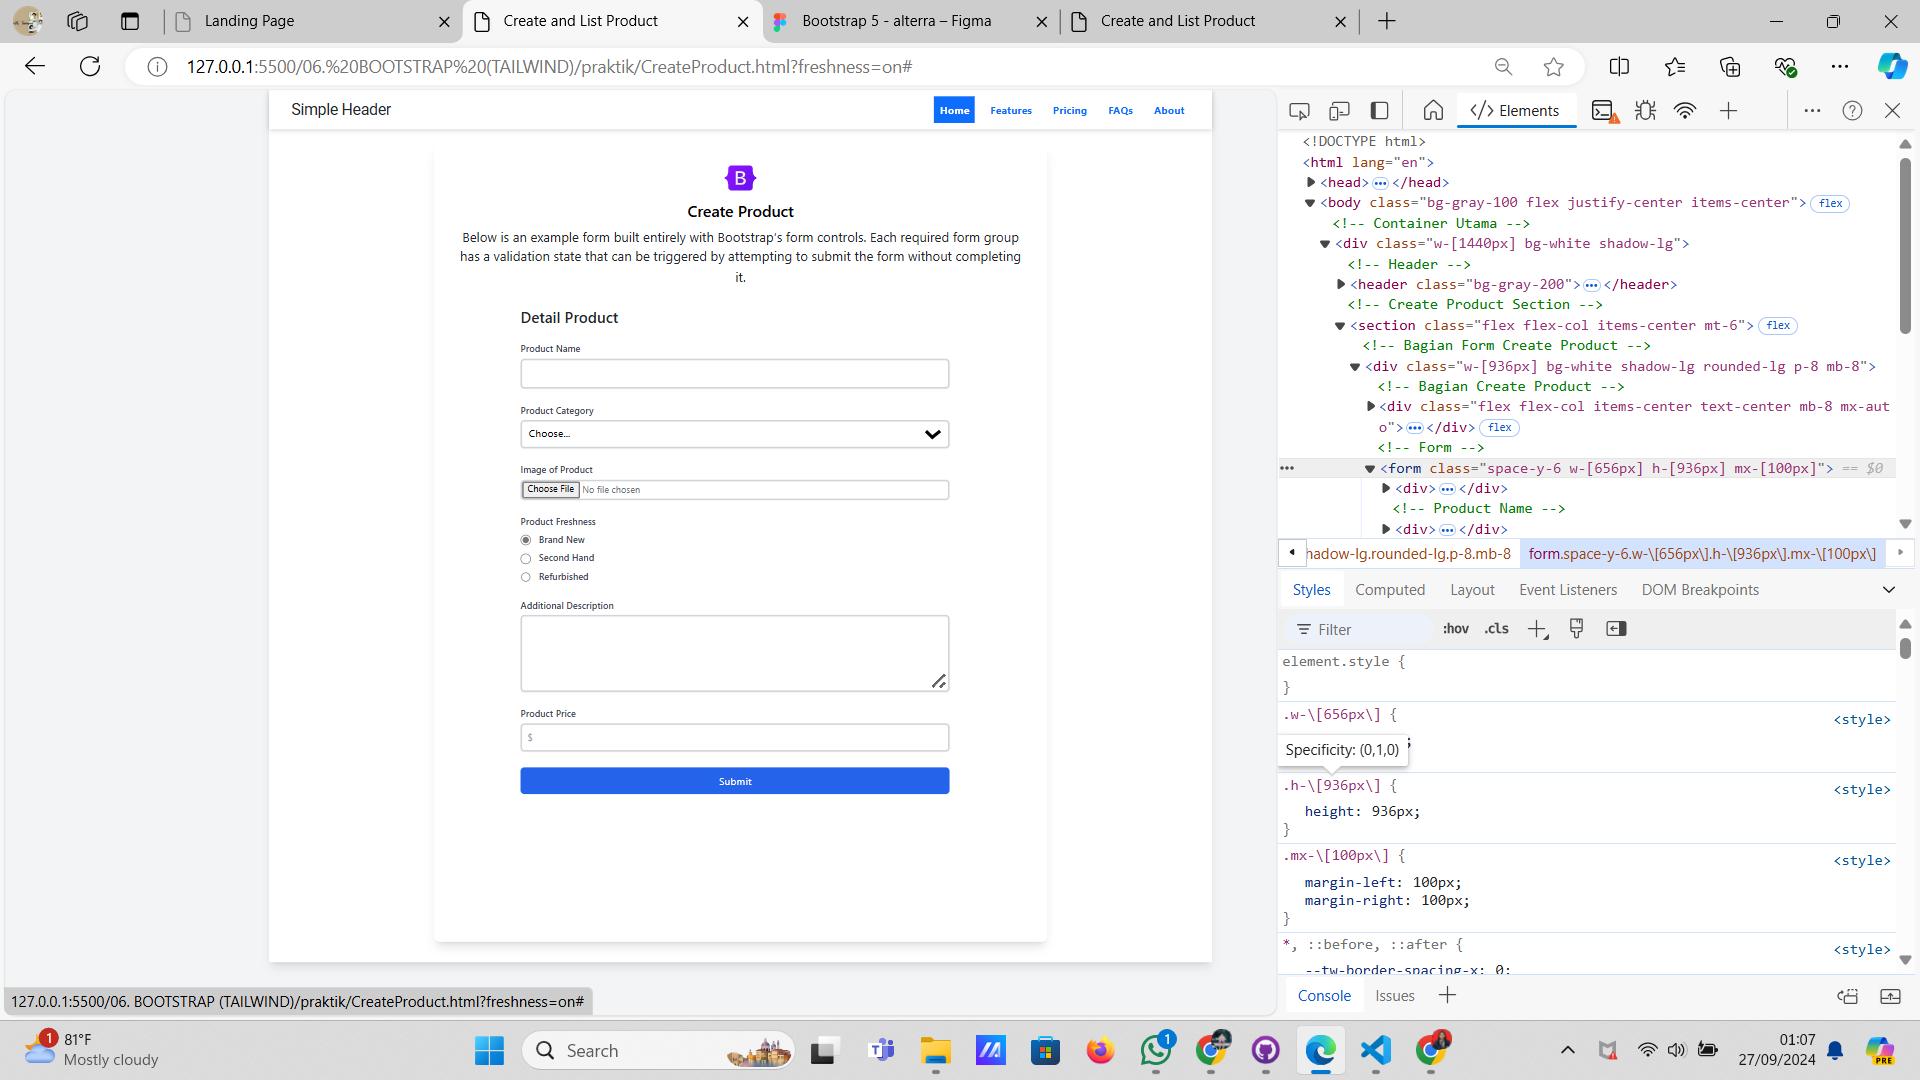 Landing Page
Create and List Product
Bootstrap 5 - alterra – Figma
Create and List Product
127.0.0.1:5500/06.%20BOOTSTRAP%20(TAILWIND)/praktik/CreateProduct.html?freshness=on#
Simple Header
Home
Features
Pricing
FAQs
About
B
Create Product
Below is an example form built entirely with Bootstrap's form controls. Each required form group
has a validation state that can be triggered by attempting to submit the form without completing
it.
Detail Product
Product Name
Product Category
Choose...
Image of Product
Choose File No file chosen
Product Freshness
Brand New
Second Hand
Refurbished
Additional Description
Product Price
$
Submit
127.0.0.1:5500/06. BOOTSTRAP (TAILWIND)/praktik/CreateProduct.html?freshness=on#
</> Elements
<!DOCTYPE html>
<html lang="en">
<head> ••• </head>
<body class="bg-gray-100 flex justify-center items-center"> flex
<!-- Container Utama -->
<div class="w-[1440px] bg-white shadow-lg">
<!-- Header -->
<header class="bg-gray-200"> ••• </header>
<!-- Create Product Section -->
<section class="flex flex-col items-center mt-6"> flex
<!-- Bagian Form Create Product -->
<div class="w-[936px] bg-white shadow-lg rounded-lg p-8 mb-8">
<!-- Bagian Create Product -->
<div class="flex flex-col items-center text-center mb-8 mx-aut
o"> ••• </div> flex
<!-- Form -->
<form class="space-y-6 w-[656px] h-[936px] mx-[100px]"> == $0
<div> ••• </div>
<!-- Product Name -->
<div> ••• </div>
hadow-lg.rounded-lg.p-8.mb-8
form.space-y-6.w-\[656px\].h-\[936px\].mx-\[100px\]
Styles
Computed
Layout
Event Listeners
DOM Breakpoints
Filter
:hov
.cls
element.style {
}
.w-\[656px\] {
<style>
Specificity: (0,1,0)
.h-\[936px\] {
<style>
height: 936px;
}
.mx-\[100px\] {
<style>
margin-left: 100px;
margin-right: 100px;
}
*, ::before, ::after {
<style>
--tw-border-spacing-x: 0;
Console
Issues
1
81°F
Mostly cloudy
Search
1
PRE
01:07
27/09/2024